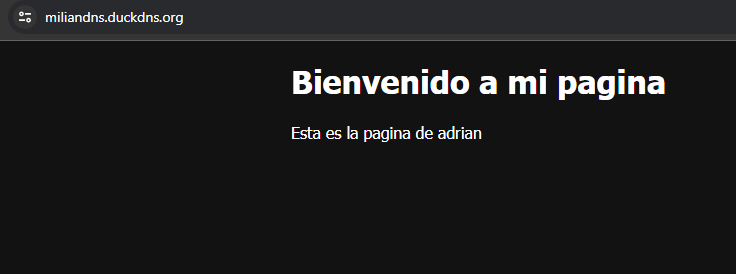 miliandns.duckdns.org
Bienvenido a mi pagina
Esta es la pagina de adrian